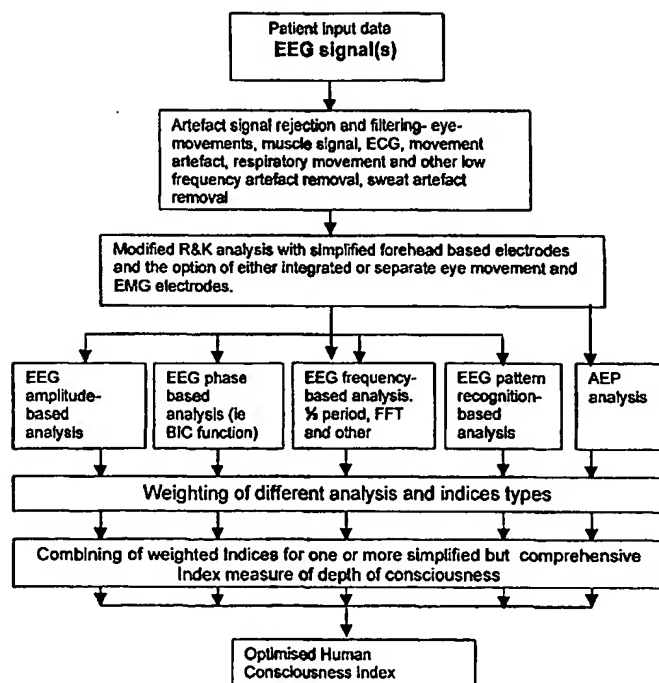 Patient input data
EEG signal(s)
Artefact signal rejection and filtering- eye-
movements, muscle signal, ECG, movement
artefact, respiratory movement and other low
frequency artefact removal, sweat artefact
removal
Modified R&K analysis with simplified forehead based electrodes
and the option of either integrated or separate eye movement and
EMG electrodes.
EEG
amplitude-
based
analysis
EEG phase
based
analysis (ie
BIC function)
EEG frequency-
based analysis.
½ period, FFT
and other
EEG pattern
recognition-
based
analysis
AEP
analysis
Weighting of different analysis and indices types
Combining of weighted Indices for one or more simplified but comprehensive
Index measure of depth of consciousness
Optimised Human
Consciousness Index